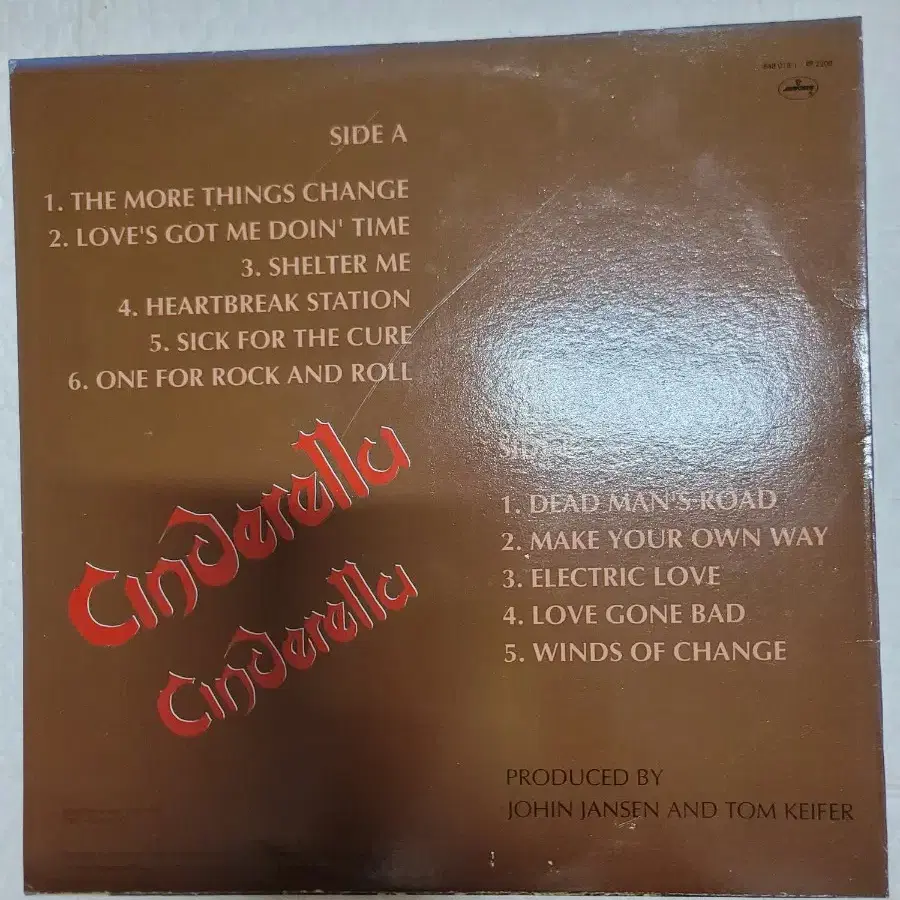 SIDE A
1. THE MORE THINGS CHANGE
2. LOVE'S GOT ME DOIN' TIME
3. SHELTER ME
4. HEARTBREAK STATION
5. SICK FOR THE CURE
6. ONE FOR ROCK AND ROLL
Cinderella
Cinderella
1. DEAD MAN'S ROAD
2. MAKE YOUR OWN WAY
3. ELECTRIC LOVE
4. LOVE GONE BAD
5. WINDS OF CHANGE
PRODUCED BY
JOHIN JANSEN AND TOM KEIFER